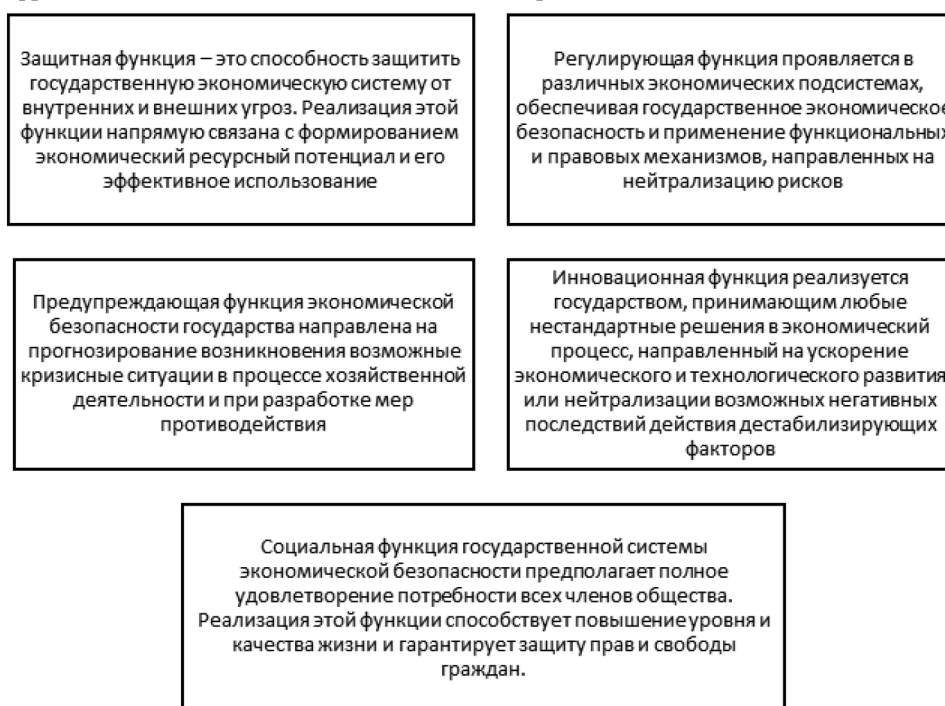 Защитная функция – это способность защитить
государственную экономическую систему от
внутренних и внешних угроз. Реализация этой
функции напрямую связана с формированием
экономический ресурсный потенциал и его
эффективное использование
Регулирующая функция проявляется в
различных экономических подсистемах,
обеспечивая государственное экономическое
безопасность и применение функциональных
и правовых механизмов, направленных на
нейтрализацию рисков
Предупреждающая функция экономической
безопасности государства направлена на
прогнозирование возникновения возможные
кризисные ситуации в процессе хозяйственной
деятельности и при разработке мер
противодействия
Инновационная функция реализуется
государством, принимающим любые
нестандартные решения в экономический
процесс, направленный на ускорение
экономического и технологического развития
или нейтрализации возможных негативных
последствий действия дестабилизирующих
факторов
Социальная функция государственной системы
экономической безопасности предполагает полное
удовлетворение потребности всех членов общества.
Реализация этой функции способствует повышение уровня и
качества жизни и гарантирует защиту прав и свободы
граждан.